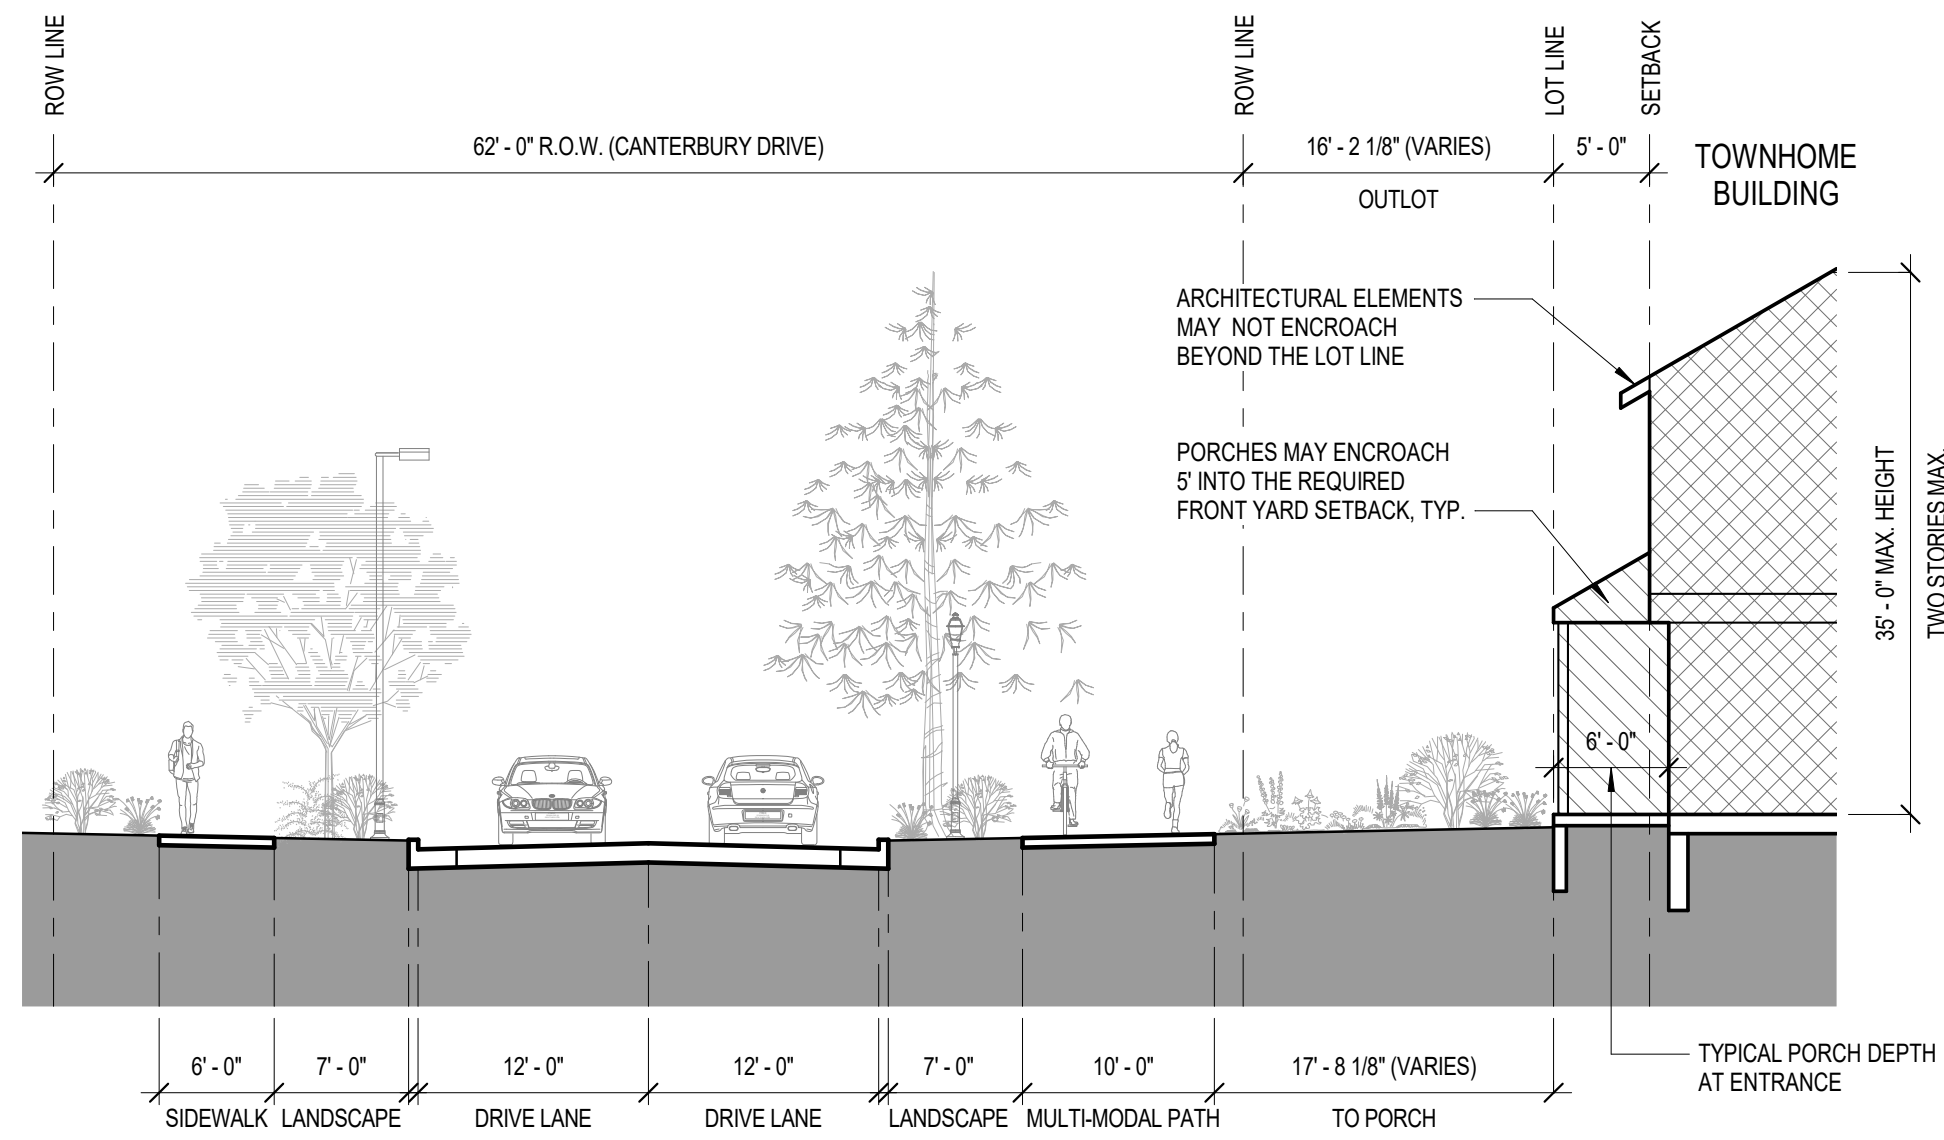 ROW LINE
ROW LINE
LOT LINE
SETBACK
62' - 0" R.O.W. (CANTERBURY DRIVE)
16' - 2 1/8" (VARIES)
5' - 0"
OUTLOT
TOWNHOME
BUILDING
ARCHITECTURAL ELEMENTS
MAY NOT ENCROACH
BEYOND THE LOT LINE
PORCHES MAY ENCROACH
5' INTO THE REQUIRED
FRONT YARD SETBACK, TYP.
35' - 0" MAX. HEIGHT
TWO STORIES MAX.
6' - 0"
TYPICAL PORCH DEPTH
AT ENTRANCE
6' - 0"
7' - 0"
12' - 0"
12' - 0"
7' - 0"
10' - 0"
17' - 8 1/8" (VARIES)
SIDEWALK
LANDSCAPE
DRIVE LANE
DRIVE LANE
LANDSCAPE
MULTI-MODAL PATH
TO PORCH